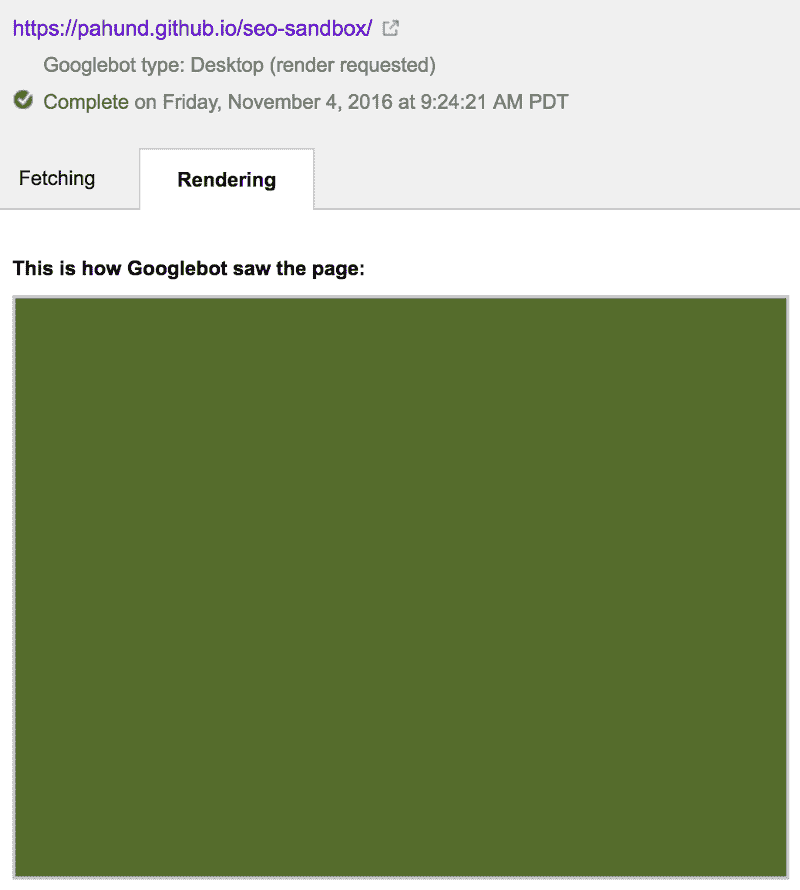 https://pahund.github.io/seo-sandbox/
Googlebot type: Desktop (render requested)
Complete on Friday, November 4, 2016 at 9:24:21 AM PDT
Fetching
Rendering
This is how Googlebot saw the page: